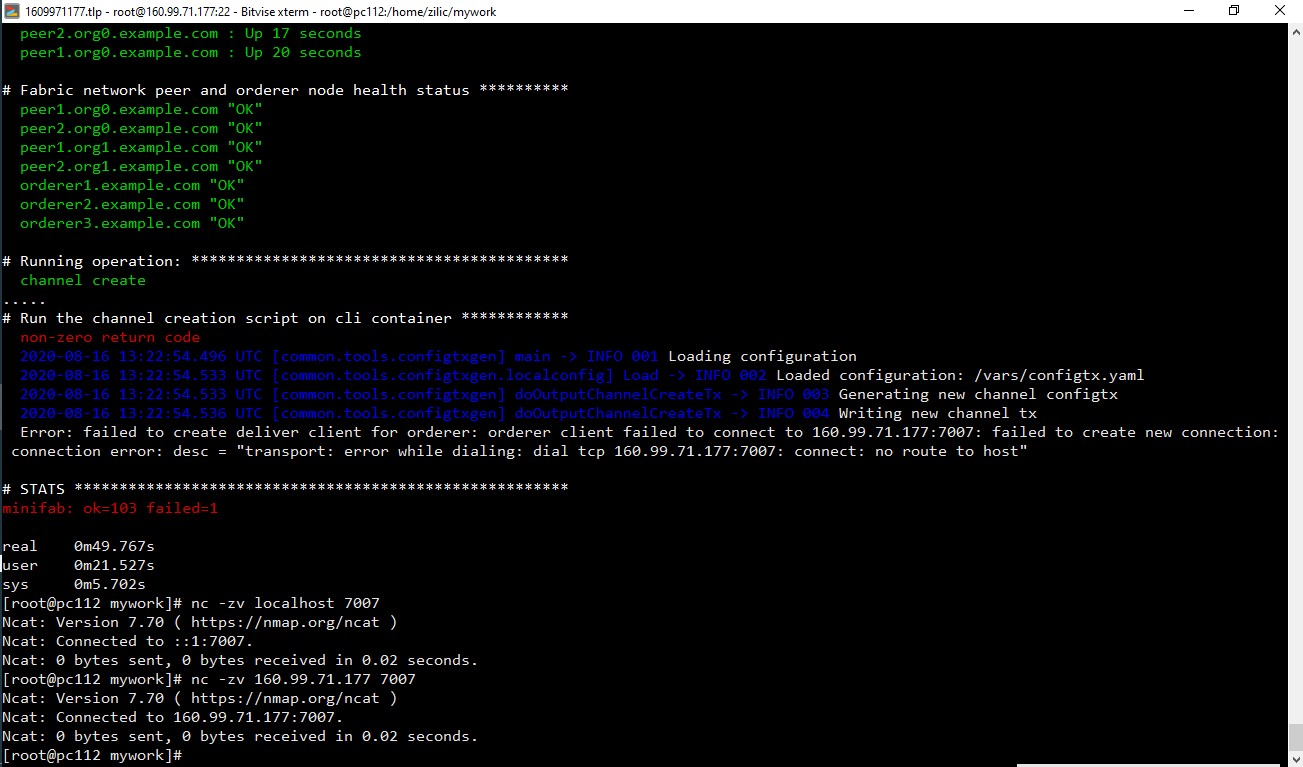 1609971177.tlp - root@160.99.71.177:22 - Bitvise xterm - root@pc112:/home/zilic/mywork
peer2.org0.example.com : Up 17 seconds
peer1.org0.example.com : Up 20 seconds
# Fabric network peer and orderer node health status **********
peer1.org0.example.com "OK"
peer2.org0.example.com "OK"
peer1.org1.example.com "OK"
peer2.org1.example.com "OK"
orderer1.example.com "OK"
orderer2.example.com "OK"
orderer3.example.com "OK"
# Running operation: ******************************************
channel create
.....
# Run the channel creation script on cli container ************
non-zero return code
2020-08-16 13:22:54.496 UTC [common.tools.configtxgen] main -> INFO 001 Loading configuration
2020-08-16 13:22:54.533 UTC [common.tools.configtxgen.localconfig] Load -> INFO 002 Loaded configuration: /vars/configtx.yaml
2020-08-16 13:22:54.533 UTC [common.tools.configtxgen] doOutputChannelCreateTx -> INFO 003 Generating new channel configtx
2020-08-16 13:22:54.536 UTC [common.tools.configtxgen] doOutputChannelCreateTx -> INFO 004 Writing new channel tx
Error: failed to create deliver client for orderer: orderer client failed to connect to 160.99.71.177:7007: failed to create new connection:
connection error: desc = "transport: error while dialing: dial tcp 160.99.71.177:7007: connect: no route to host"
# STATS *******************************************************
minifab: ok=103 failed=1
real 0m49.767s
user 0m21.527s
sys 0m5.702s
[root@pc112 mywork]# nc -zv localhost 7007
Ncat: Version 7.70 ( https://nmap.org/ncat )
Ncat: Connected to ::1:7007.
Ncat: 0 bytes sent, 0 bytes received in 0.02 seconds.
[root@pc112 mywork]# nc -zv 160.99.71.177 7007
Ncat: Version 7.70 ( https://nmap.org/ncat )
Ncat: Connected to 160.99.71.177:7007.
Ncat: 0 bytes sent, 0 bytes received in 0.02 seconds.
[root@pc112 mywork]#